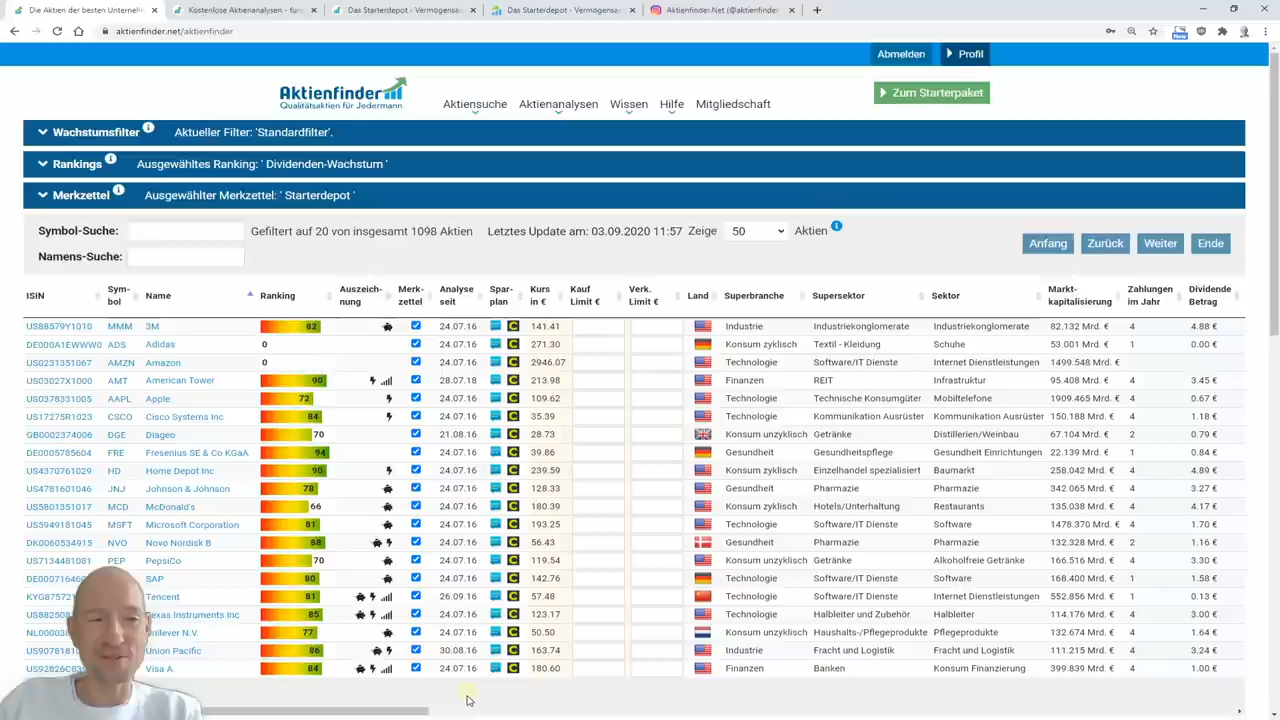 Die Aktien der besten Unternehme
Kostenlose Aktienanalysen - fun
Das Starterdepot - Vermögensau
Das Starterdepot - Vermögensan
Aktienfinder.Net (@aktienfinder
aktienfinder.net/aktienfinder
New
Abmelden
Profil
Aktienfinder
Qualitätsaktien für Jedermann
Aktiensuche Aktienanalysen Wissen Hilfe Mitgliedschaft
Zum Starterpaket
Wachstumsfilter Aktueller Filter: 'Standardfilter'.
Rankings Ausgewähltes Ranking: ' Dividenden-Wachstum '
Merkzettel Ausgewählter Merkzettel: ' Starterdepot '
Symbol-Suche: Gefiltert auf 20 von insgesamt 1098 Aktien Letztes Update am: 03.09.2020 11:57 Zeige 50 Aktien
Anfang Zurück Weiter Ende
Namens-Suche:
ISIN Sym-bol Name Ranking Auszeich-nung Merk-zettel Analyse seit Spar-plan Kurs in € Kauf Limit € Verk. Limit € Land Superbranche Supersektor Sektor Markt-kapitalisierung Zahlungen im Jahr Dividende Betrag
US88579Y1010 MMM 3M 82 24.07.16 C 141.41 Industrie Industriekonglomerate Industriekonglomerate 82.132 Mrd. € 4 4.88 €
DE000A1EWWW0 ADS Adidas 0 24.07.16 C 271.30 Konsum zyklisch Textil - Kleidung Schuhe 53.001 Mrd. € 1 0.00 €
US0231351067 AMZN Amazon 0 24.07.16 C 2946.07 Technologie Software/IT Dienste Internet Dienstleistungen 1499.548 Mrd. €
US03027X1000 AMT American Tower 90 28.07.18 C 213.98 Finanzen REIT Infrastruktur 95.408 Mrd. € 4 3.45 €
US0378331005 AAPL Apple 72 24.07.16 C 109.62 Technologie Technische Konsumgüter Mobiltelefone 1909.465 Mrd. € 4 0.67 €
US17275R1023 CSCO Cisco Systems Inc 84 24.07.16 C 35.39 Technologie Kommunikation Ausrüster Kommunikation Ausrüster 150.188 Mrd. € 4 1.18 €
GB0002374006 DGE Diageo 70 21.08.16 C 28.73 Konsum unzyklisch Getränke Distillerien/Weinbau 67.104 Mrd. € 2 0.79 €
DE0005785604 FRE Fresenius SE & Co KGaA 94 24.07.16 C 39.86 Gesundheit Gesundheitspflege Gesundheit Einrichtungen 22.139 Mrd. € 1 0.84 €
US4370761029 HD Home Depot Inc 24.07.16 C 239.59 Konsum zyklisch Einzelhandel spezialisiert Baumarkt 258.042 Mrd. € 4 4.89 €
US4781601046 JNJ Johnson & Johnson 78 24.07.16 C 128.33 Gesundheit Pharmazie Pharmazie 342.065 Mrd. € 4 3.27 €
US5801351017 MCD McDonald's 66 24.07.16 C 180.39 Konsum zyklisch Hotels/Unterhaltung Restaurants 135.038 Mrd. € 4 4.17 €
US5949181045 MSFT Microsoft Corporation 81 24.07.16 C 193.25 Technologie Software/IT Dienste Software 1478.370 Mrd. € 4 1.70 €
DK0060534915 NVO Novo Nordisk B 24.07.16 C 56.43 Gesundheit Pharmazie Pharmazie 132.328 Mrd. € 2 1.16 €
US7134481081 PEP PepsiCo 70 24.07.16 C 119.54 Konsum unzyklisch Getränke Alkoholfreie Getränke 166.516 Mrd. € 4 3.30 €
DE000716460 SAP 80 24.07.16 C 142.76 Technologie Software/IT Dienste Software 168.400 Mrd. € 1 1.58 €
KYG87572 Tencent 81 26.09.16 C 57.48 Technologie Software/IT Dienste Internet Dienstleistungen 552.856 Mrd. € 1 0.13 €
US882508 Texas Instruments Inc 85 24.07.16 C 123.17 Technologie Halbleiter und Zubehör Halbleiter 114.176 Mrd. € 4 3.00 €
NL000038 nilever N.V. 77 24.07.16 C 50.50 Konsum unzyklisch Haushalts-/Pflegeprodukte Pflegeprodukte 132.674 Mrd. € 4 1.64 €
US907818 Union Pacific 86 30.08.16 C 163.74 Industrie Fracht und Logistik Fracht und Logistik 111.215 Mrd. € 4 3.24 €
US92826C83 Visa A 84 24.07.16 C 180.60 Finanzen Banken Konsum Finanzierung 399.839 Mrd. € 4 1.00 €